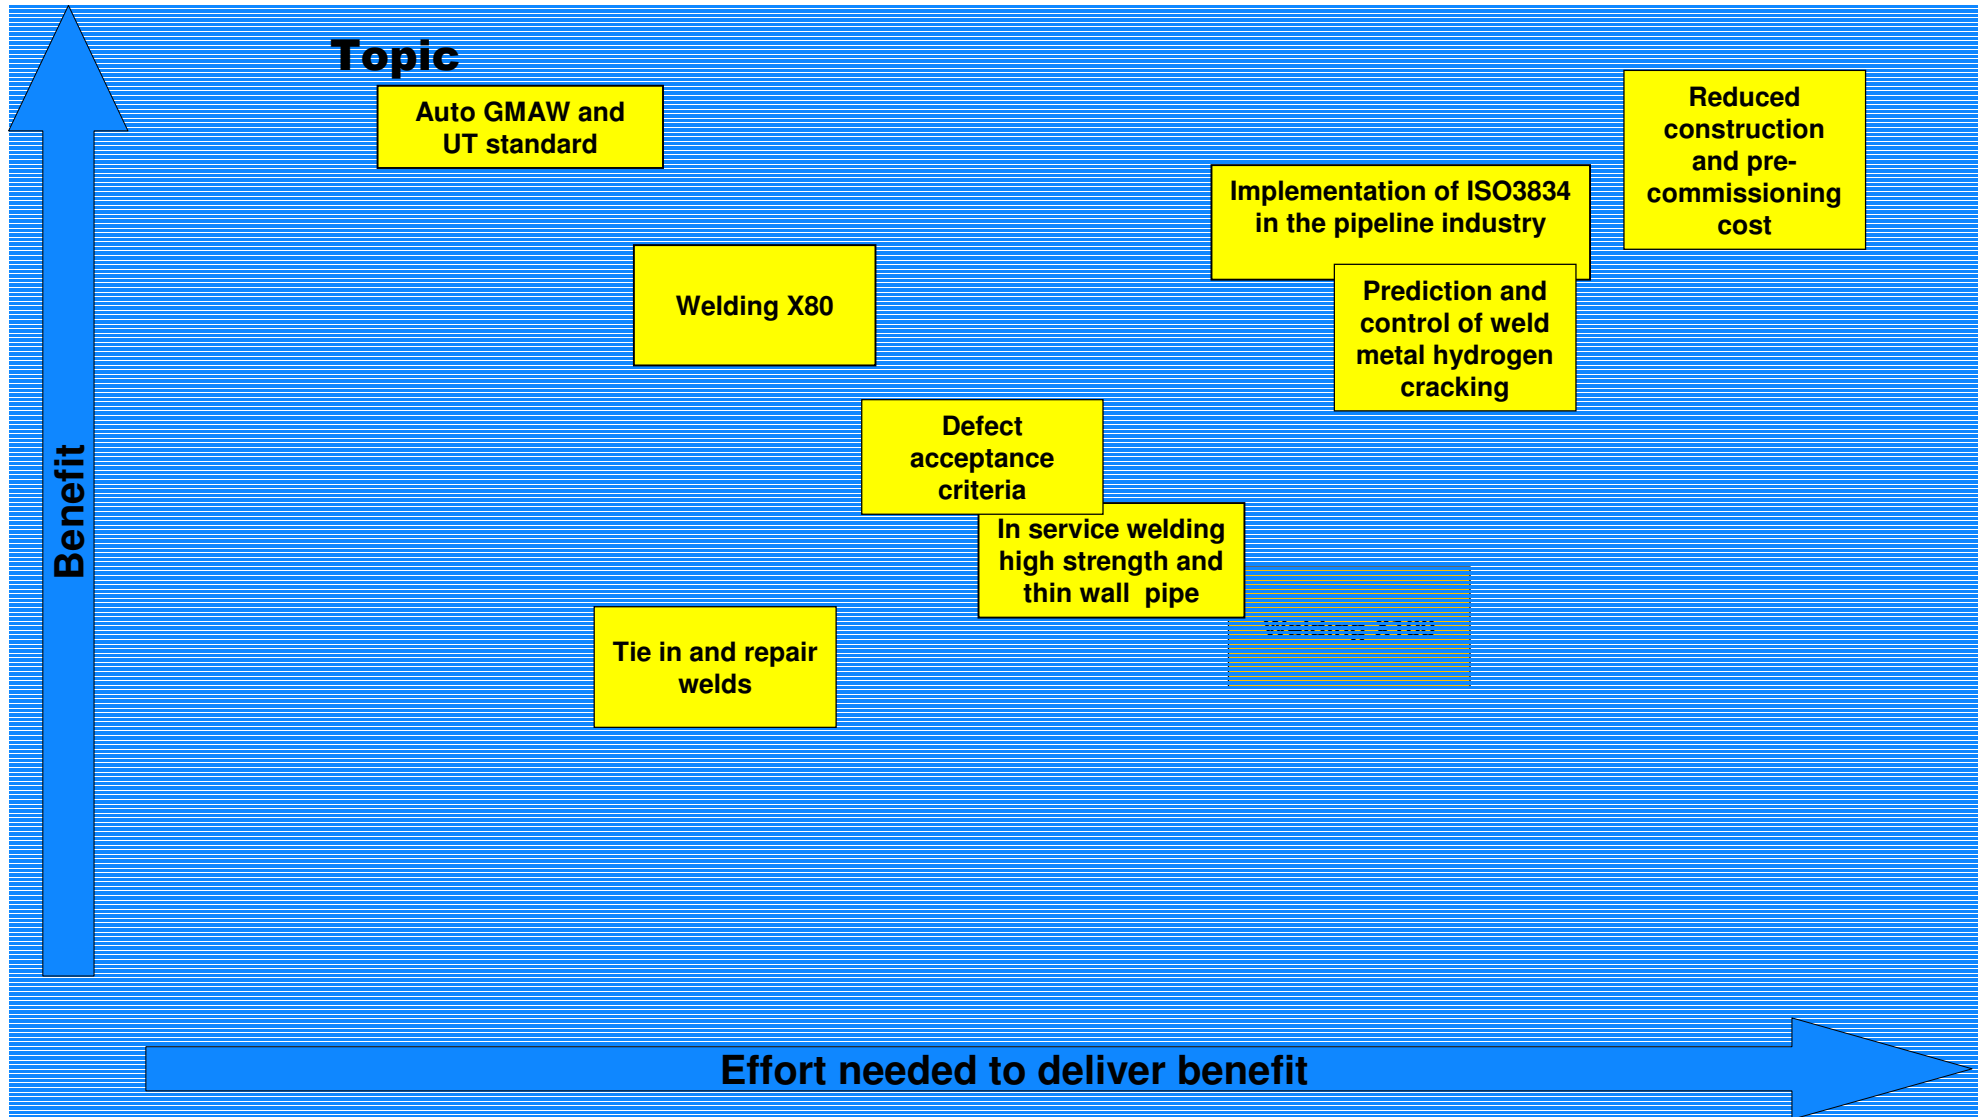 Topic
Auto GMAW and
UT standard
Reduced
construction
and pre-
commissioning
cost
Implementation of ISO3834
in the pipeline industry
Welding X80
Prediction and
control of weld
metal hydrogen
cracking
Defect
acceptance
criteria
In service welding
high strength and
thin wall pipe
Welding X100
Tie in and repair
welds
Benefit
Effort needed to deliver benefit